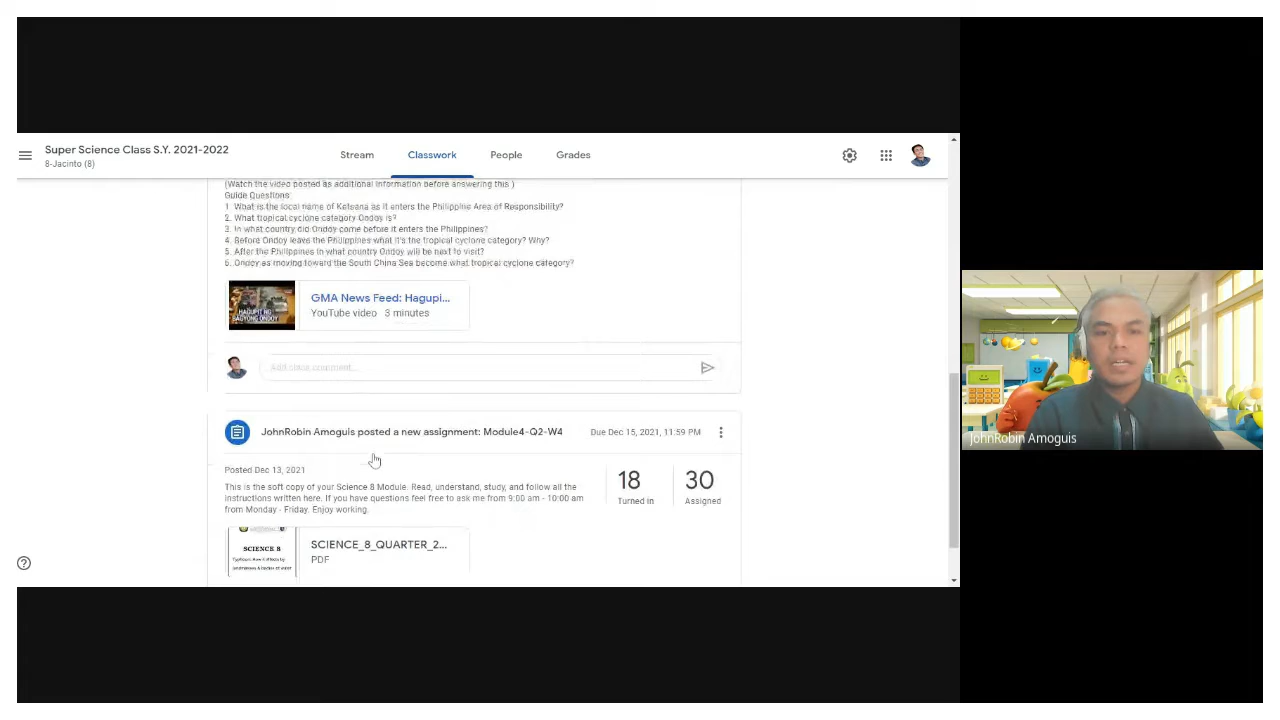 Super Science Class S.Y. 2021-2022
8-Jacinto (8)
Stream
Classwork
People
Grades
(Watch the video posted as additional information before answering this.)
Guide Questions
1. What is the local name of Ketsana as it enters the Philippine Area of Responsibility?
2. What tropical cyclone category Ondoy is?
3. In what country did Ondoy come before it enters the Philippines?
4. Before Ondoy leave the Philippines what it's the tropical cyclone category? Why?
5. After the Philippines in what country Ondoy will be next to visit?
6. Ondoy as moving toward the South China Sea become what tropical cyclone category?
HAGUPIT NG
BAGYONG ONDOY
GMA News Feed: Hagupi...
YouTube video 3 minutes
Add class comment...
JohnRobin Amoguis posted a new assignment: Module4-Q2-W4
Due Dec 15, 2021, 11:59 PM
Posted Dec 13, 2021
This is the soft copy of your Science 8 Module. Read, understand, study, and follow all the
instructions written here. If you have questions feel free to ask me from 9:00 am - 10:00 am
from Monday - Friday. Enjoy working.
18
Turned in
30
Assigned
SCIENCE 8
SCIENCE_8_QUARTER_2...
PDF
JohnRobin Amoguis